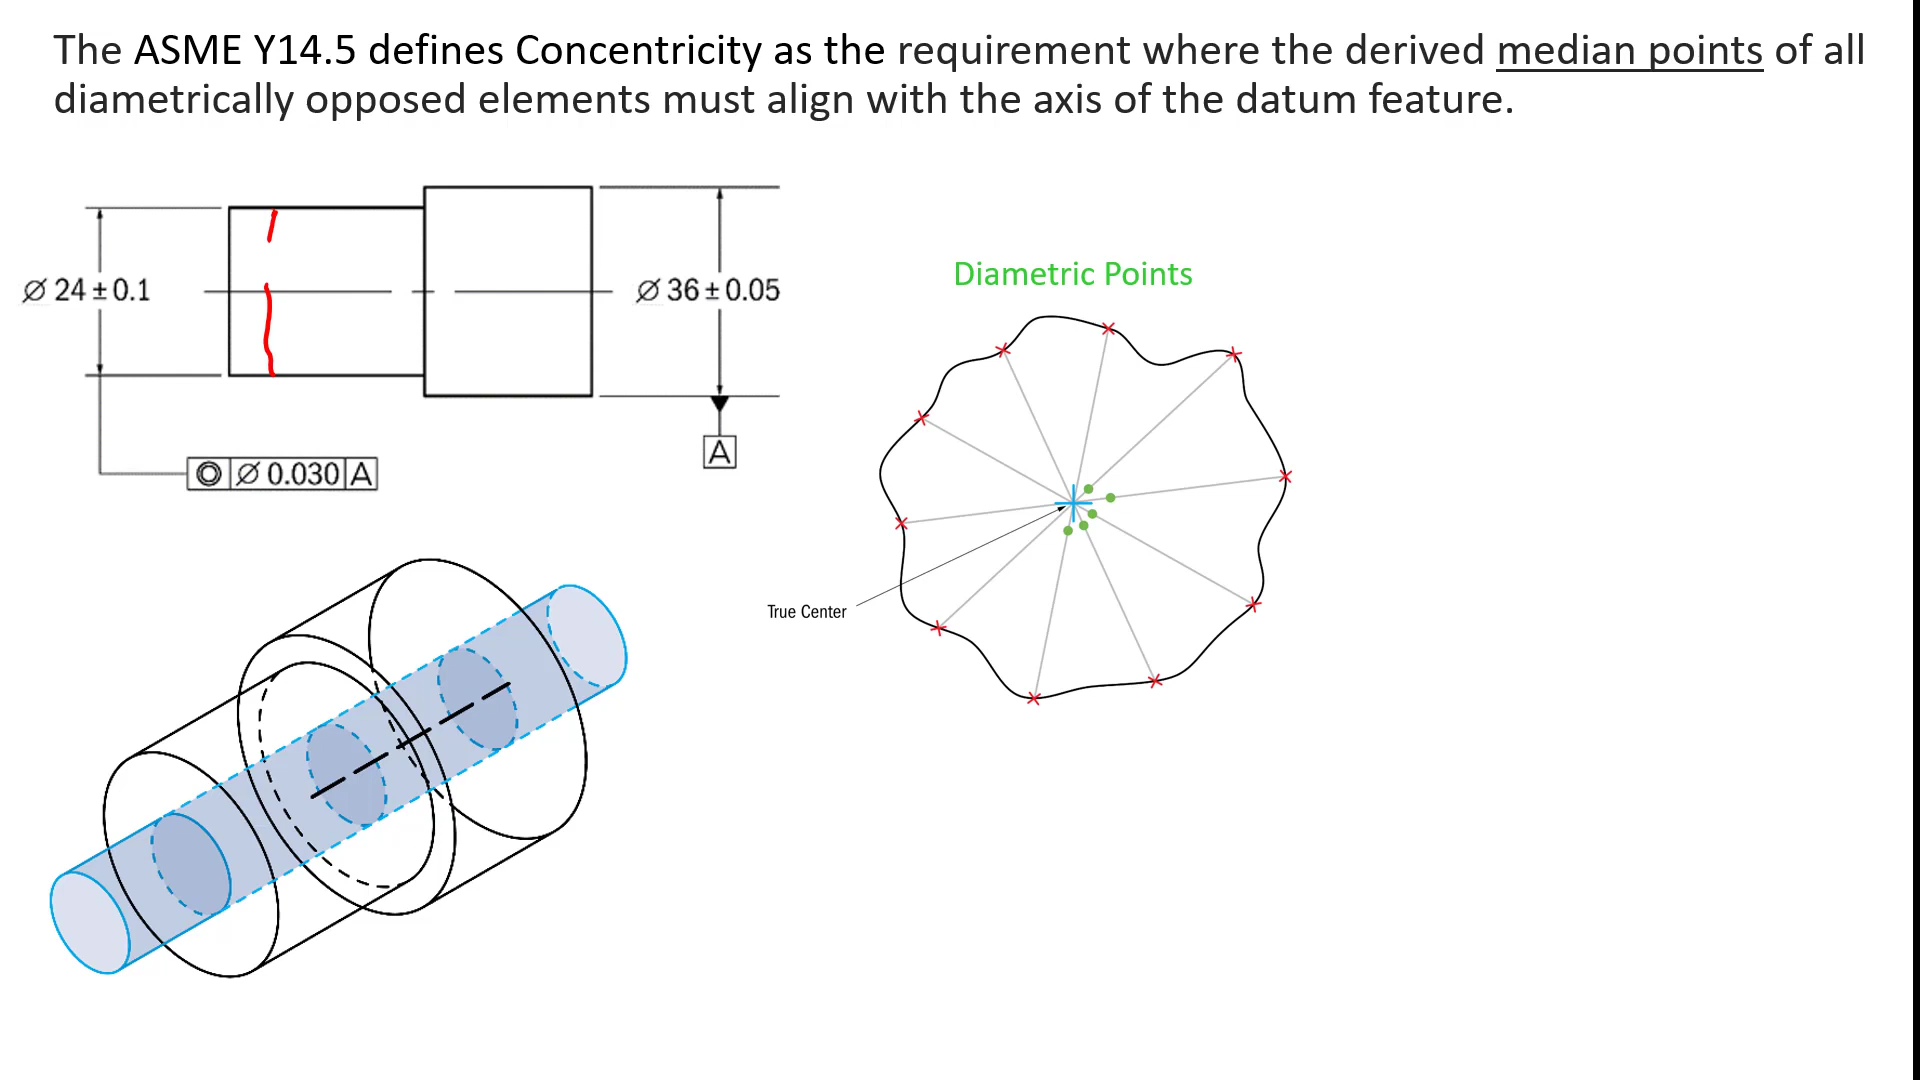 The ASME Y14.5 defines Concentricity as the requirement where the derived median points of all
diametrically opposed elements must align with the axis of the datum feature.
⌀ 24 ± 0.1
⌀ 36 ± 0.05
Diametric Points
A
◎ ⌀ 0.030 A
True Center